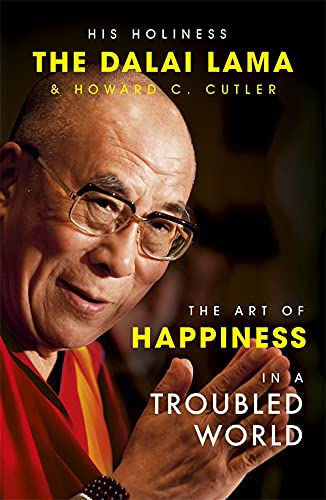 HIS HOLINESS
THE DALAI LAMA
& HOWARD C. CUTLER
THE ART OF
HAPPINESS
IN A
TROUBLED
WORLD